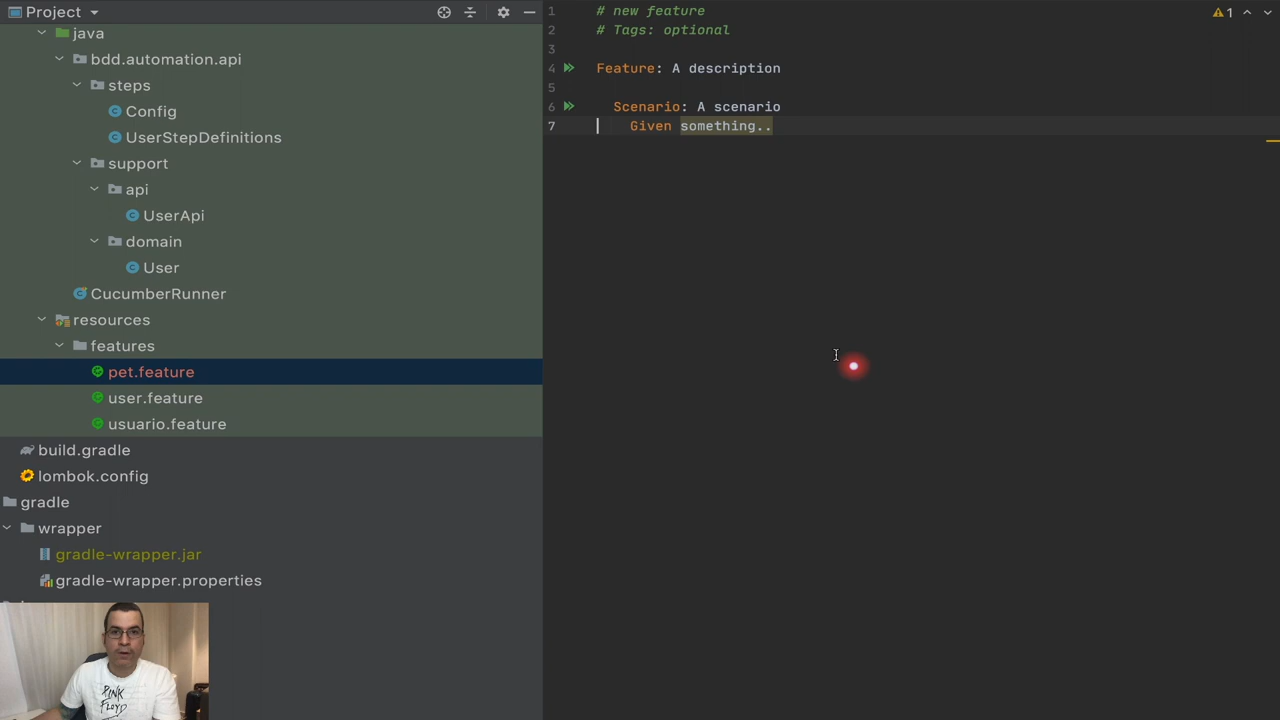 Project
java
bdd.automation.api
steps
Config
UserStepDefinitions
support
api
UserApi
domain
User
CucumberRunner
resources
features
pet.feature
user.feature
usuario.feature
build.gradle
lombok.config
gradle
wrapper
gradle-wrapper.jar
gradle-wrapper.properties
PINK
FLOYD
1 # new feature
2 # Tags: optional
3
4 Feature: A description
5
6 Scenario: A scenario
7 Given something..
1